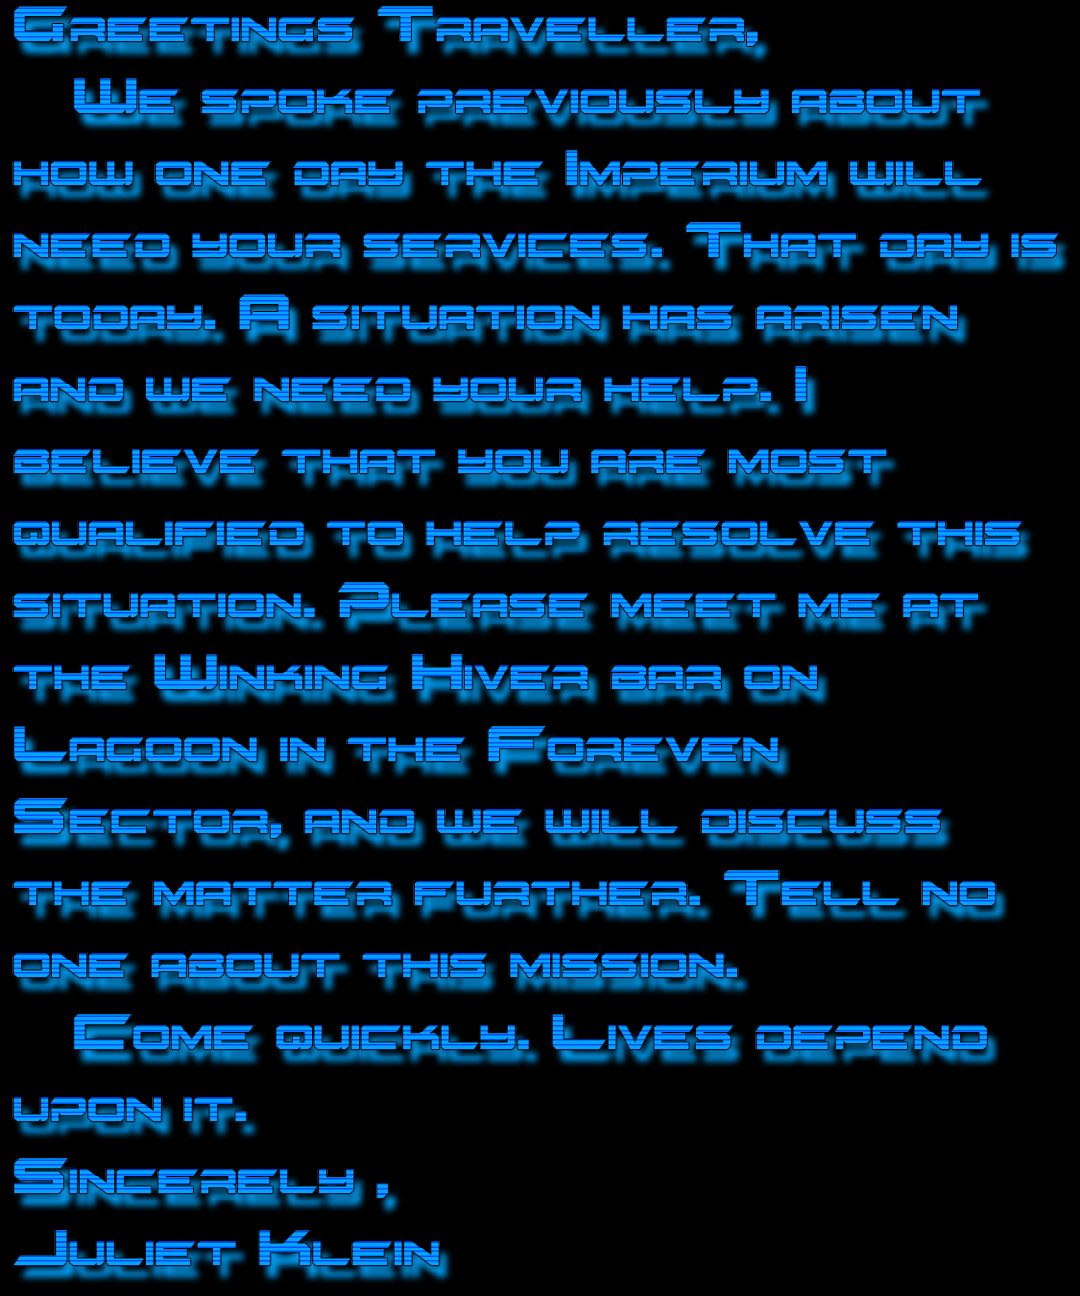 Greetings Traveller,
We spoke previously about
how one day the Imperium will
need your services. That day is
today. A situation has arisen
and we need your help. I
believe that you are most
qualified to help resolve this
situation. Please meet me at
the Winking Hiver bar on
Lagoon in the Foreven
Sector, and we will discuss
the matter further. Tell no
one about this mission.
Come quickly. Lives depend
upon it.
Sincerely ,
Juliet Klein